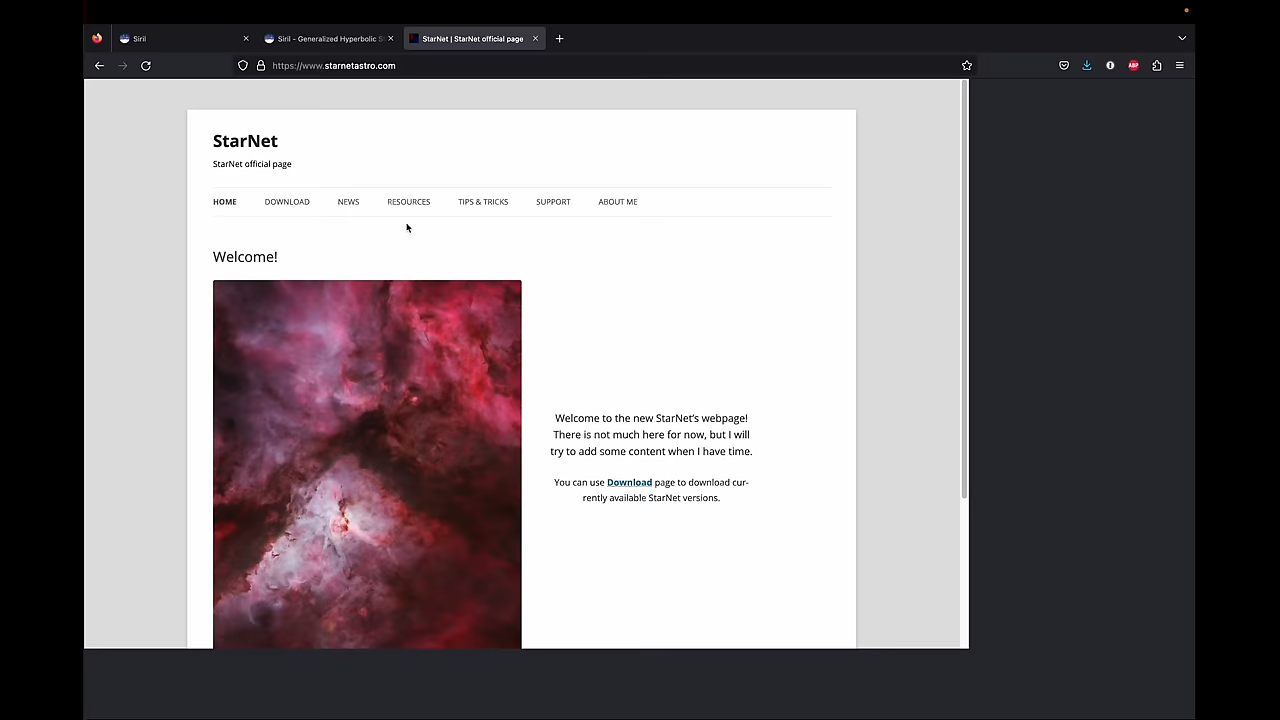 Siril
Siril - Generalized Hyperbolic S
StarNet | StarNet official page
https://www.starnetastro.com
ABP
StarNet
StarNet official page
HOME DOWNLOAD NEWS RESOURCES TIPS & TRICKS SUPPORT ABOUT ME
Welcome!
Welcome to the new StarNet's webpage!
There is not much here for now, but I will
try to add some content when I have time.
You can use Download page to download cur-
rently available StarNet versions.